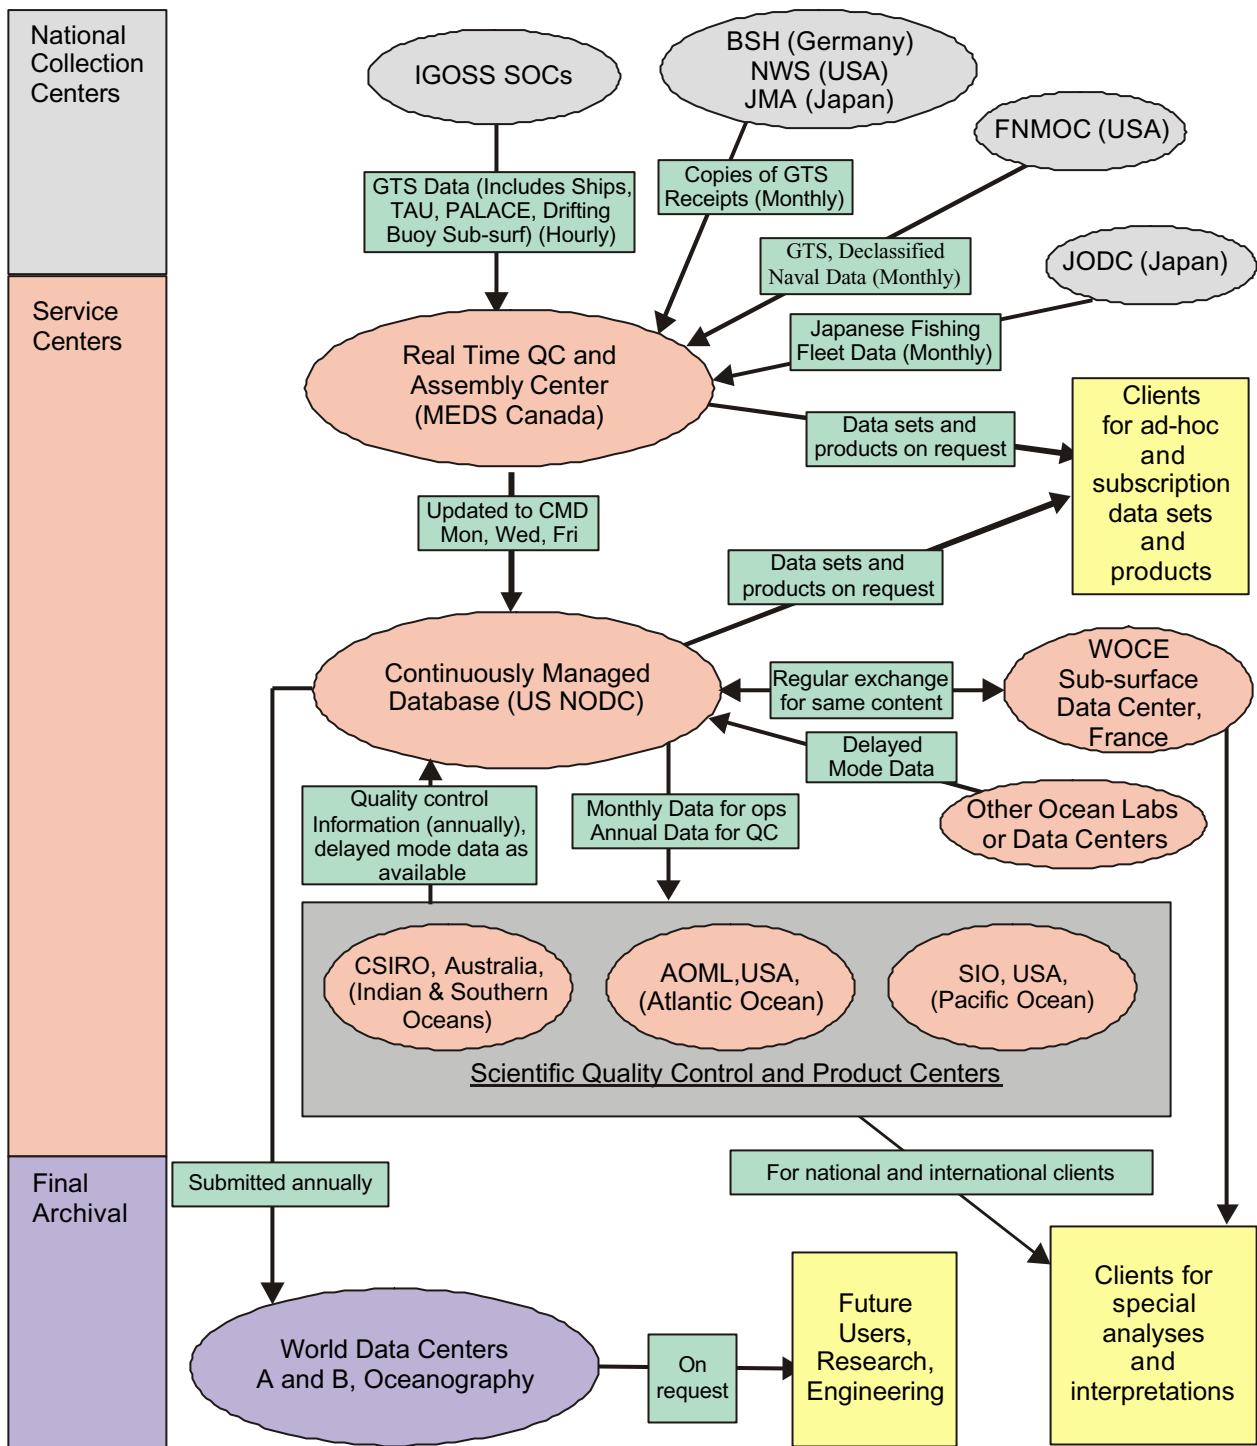 National
Collection
Centers
IGOSS SOCs
BSH (Germany)
NWS (USA)
JMA (Japan)
FNMOC (USA)
JODC (Japan)
GTS Data (Includes Ships,
TAU, PALACE, Drifting
Buoy Sub-surf) (Hourly)
Copies of GTS
Receipts (Monthly)
GTS, Declassified
Naval Data (Monthly)
Japanese Fishing
Fleet Data (Monthly)
Service
Centers
Real Time QC and
Assembly Center
(MEDS Canada)
Data sets and
products on request
Clients
for ad-hoc
and
subscription
data sets
and
products
Updated to CMD
Mon, Wed, Fri
Data sets and
products on request
Continuously Managed
Database (US NODC)
Regular exchange
for same content
WOCE
Sub-surface
Data Center,
France
Delayed
Mode Data
Other Ocean Labs
or Data Centers
Quality control
Information (annually),
delayed mode data as
available
Monthly Data for ops
Annual Data for QC
CSIRO, Australia,
(Indian & Southern
Oceans)
AOML,USA,
(Atlantic Ocean)
SIO, USA,
(Pacific Ocean)
Scientific Quality Control and Product Centers
Final
Archival
Submitted annually
For national and international clients
World Data Centers
A and B, Oceanography
On
request
Future
Users,
Research,
Engineering
Clients for
special
analyses
and
interpretations